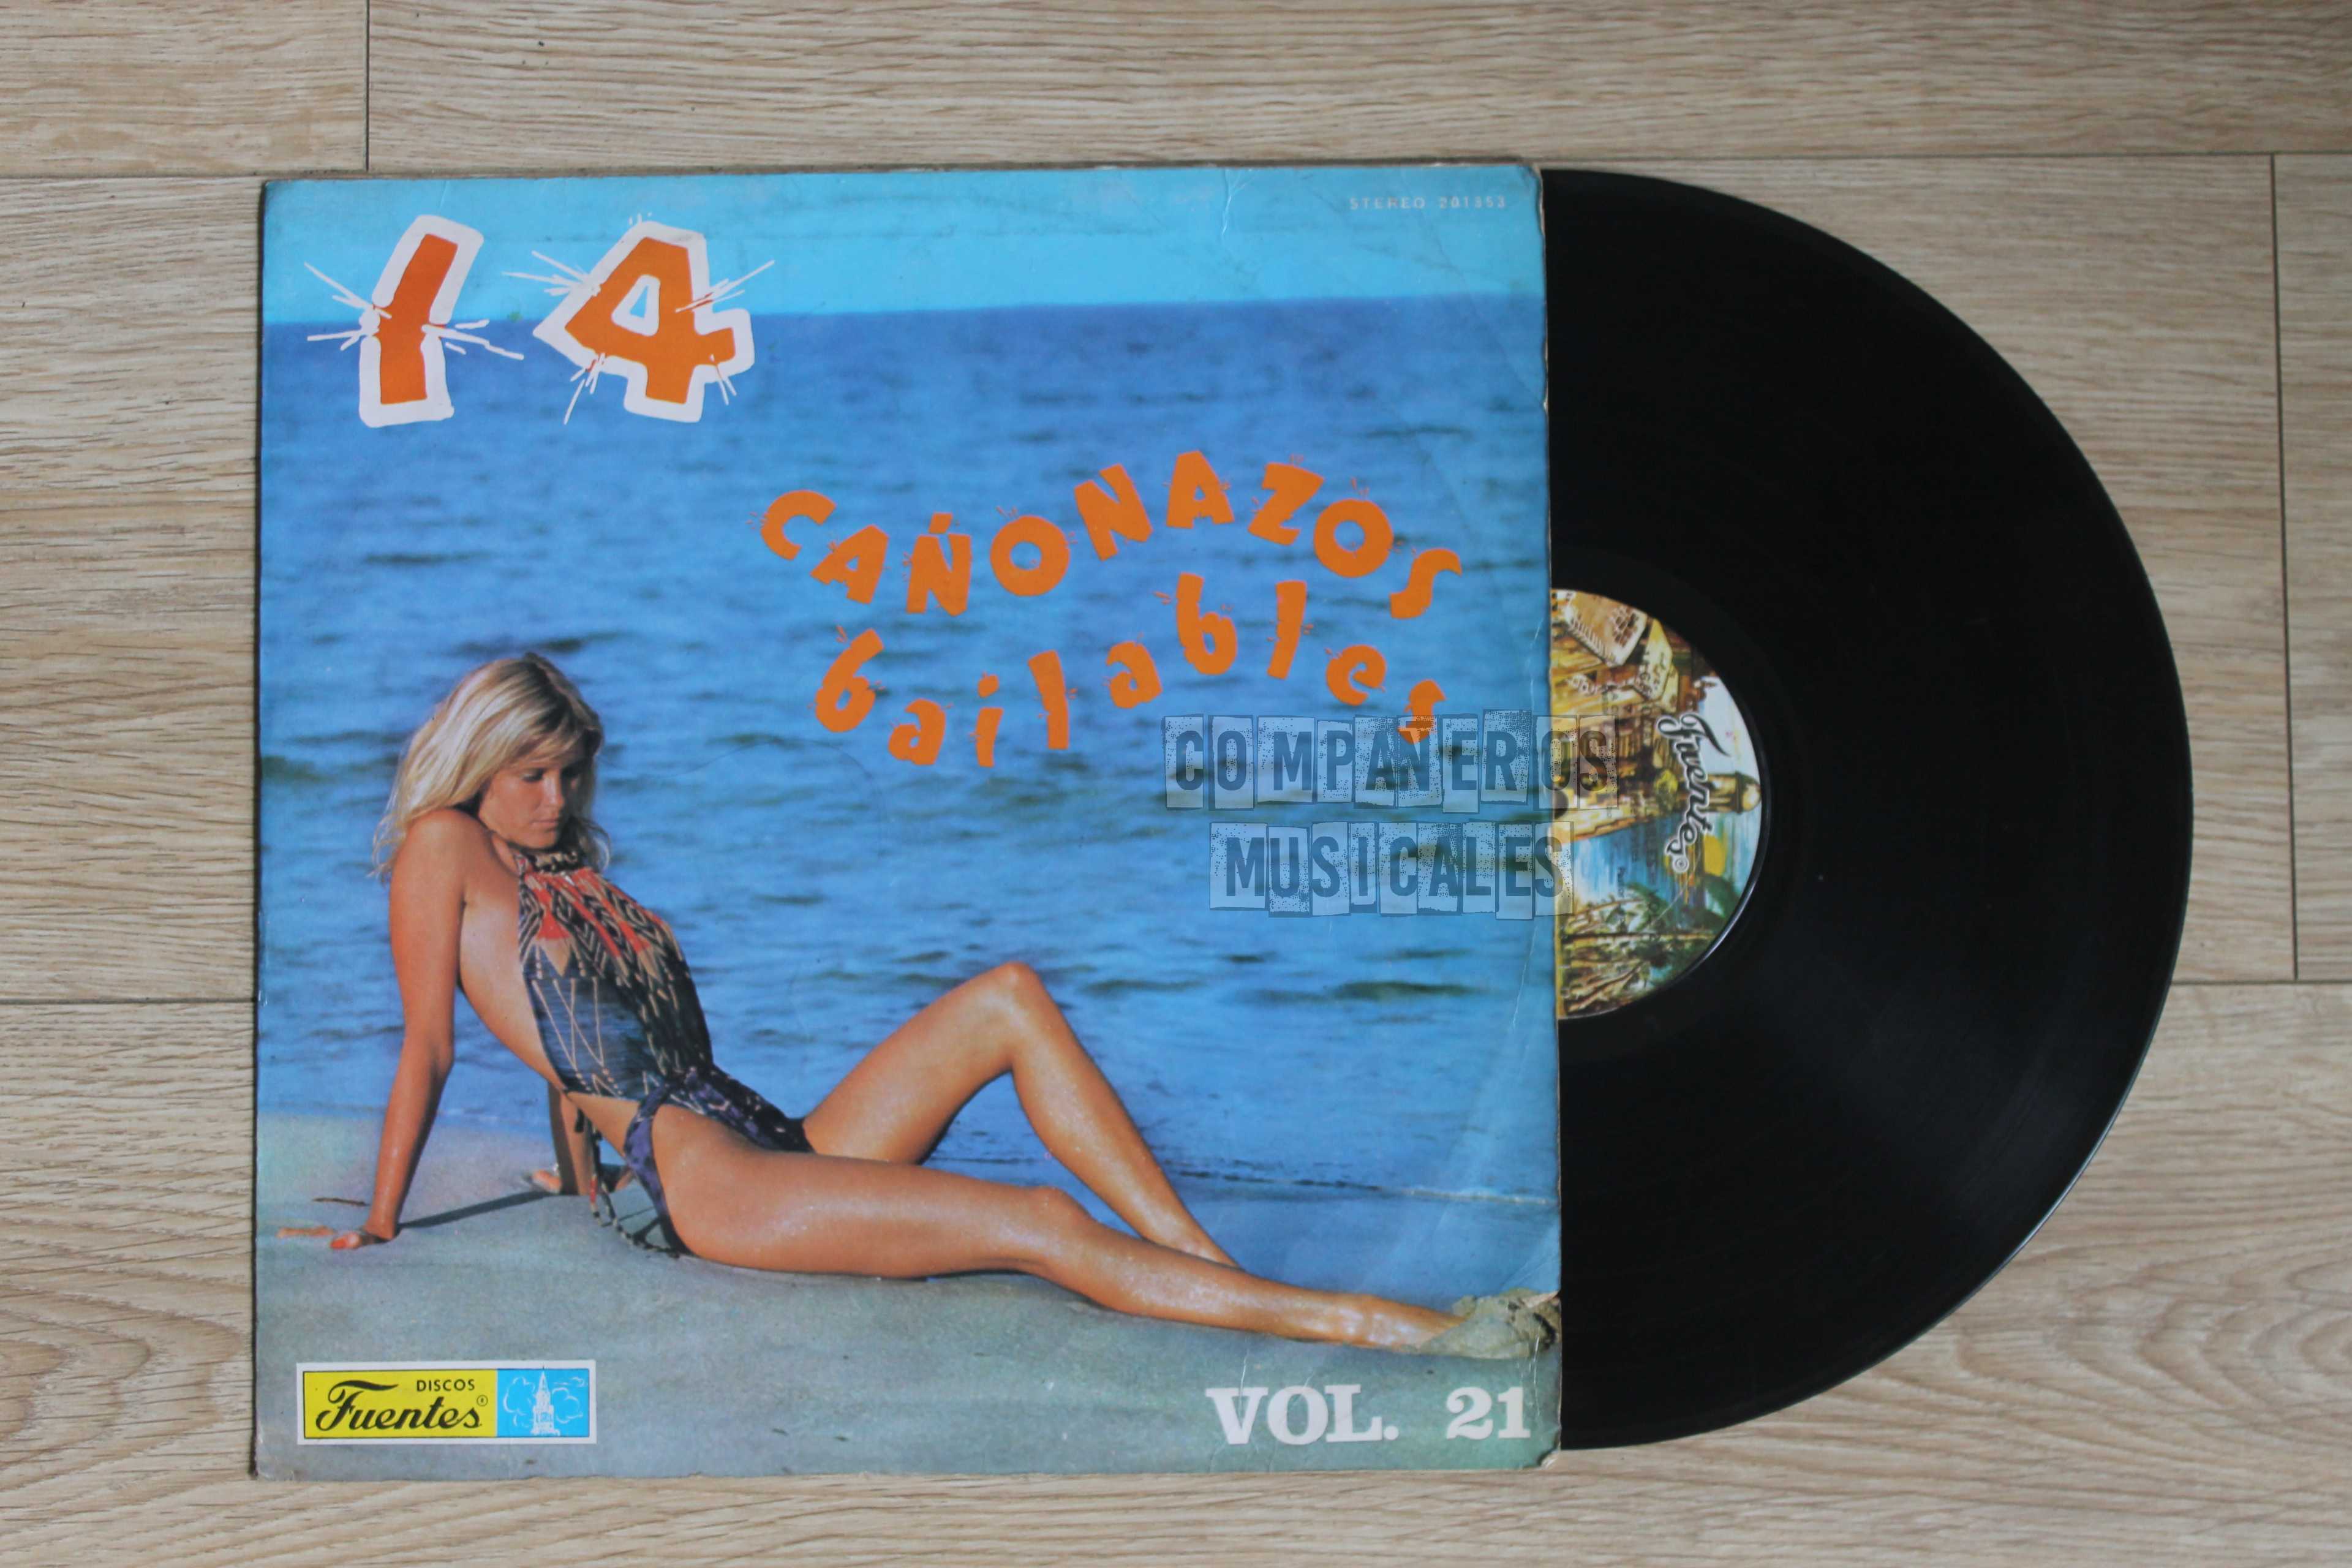 STEREO 201353
14
CAÑONAZOS
bailables
COMPAÑEROS
MUSICALES
Fuentes
DISCOS
Fuentes
VOL. 21